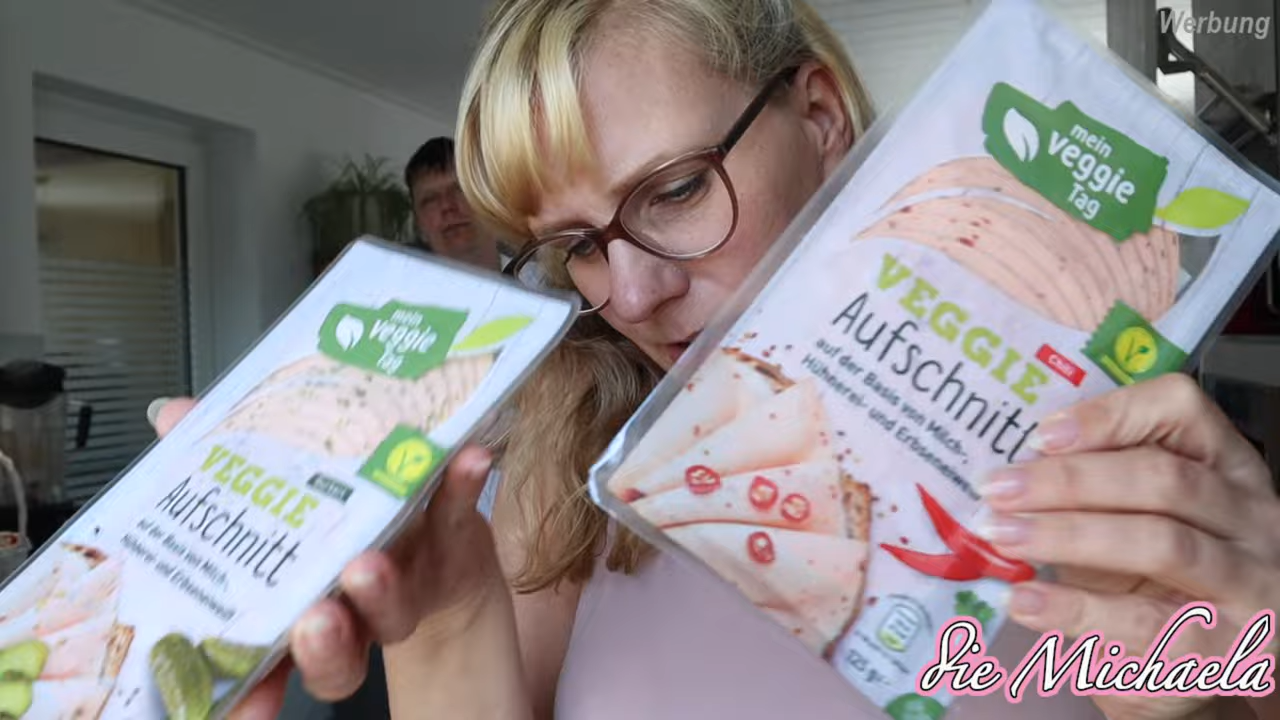 Werbung
mein
veggie
Tag
VEGGIE
Chili
Aufschnitt
auf der Basis von Milch-,
Hühnerei- und Erbseneiweiß
125 g
mein
veggie
Tag
VEGGIE
Aufschnitt
auf der Basis von Milch-,
Hühnerei und Erbseneiweiß
die Michaela